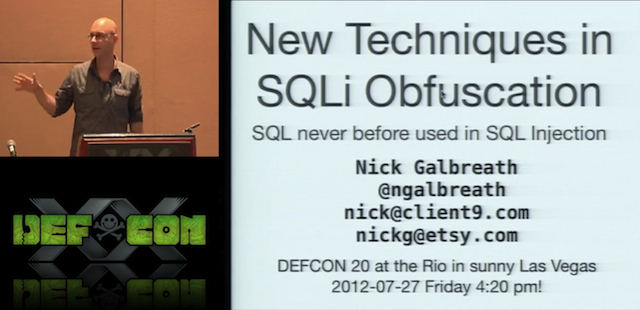 New Techniques in
SQLi Obfuscation
SQL never before used in SQL Injection
Nick Galbreath
@ngalbreath
nick@client9.com
nickg@etsy.com
DEFCON 20 at the Rio in sunny Las Vegas
2012-07-27 Friday 4:20 pm!
DEF CON
XX